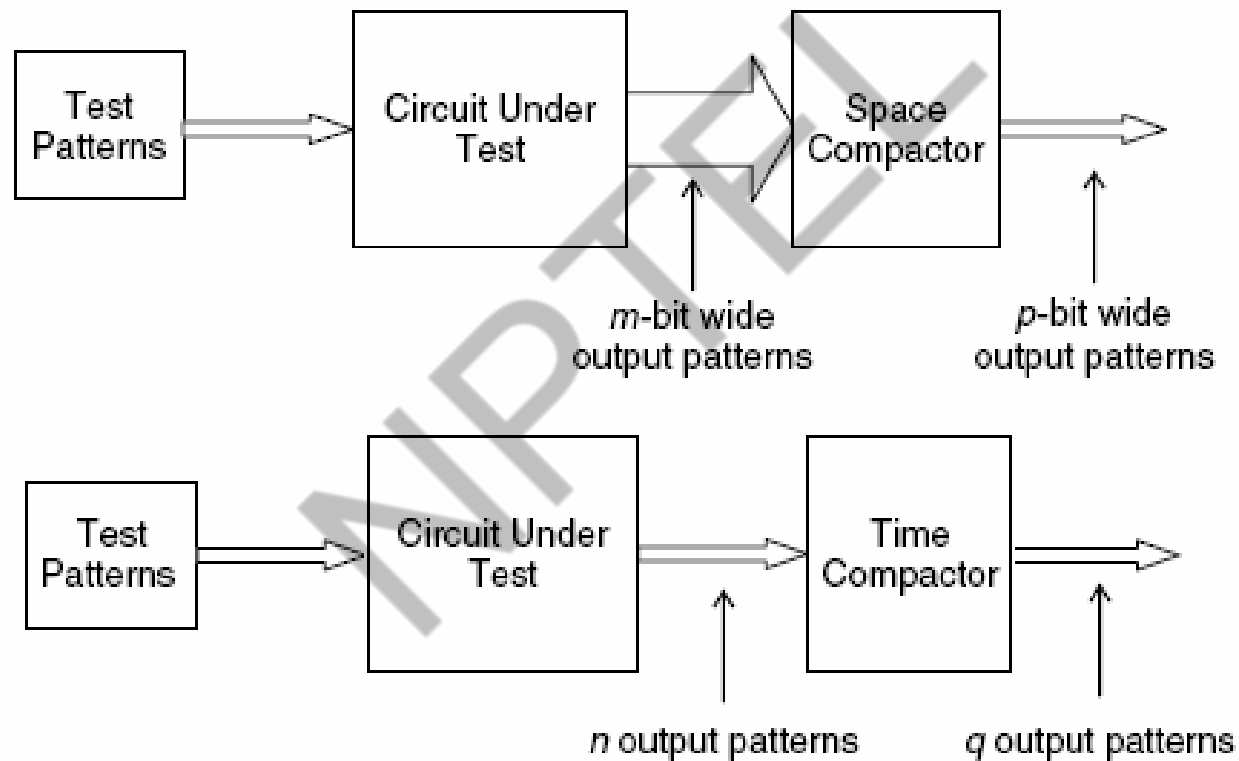 Test
Patterns
Circuit Under
Test
Space
Compactor
m-bit wide
output patterns
p-bit wide
output patterns
Test
Patterns
Circuit Under
Test
Time
Compactor
n output patterns
q output patterns
NPTEL